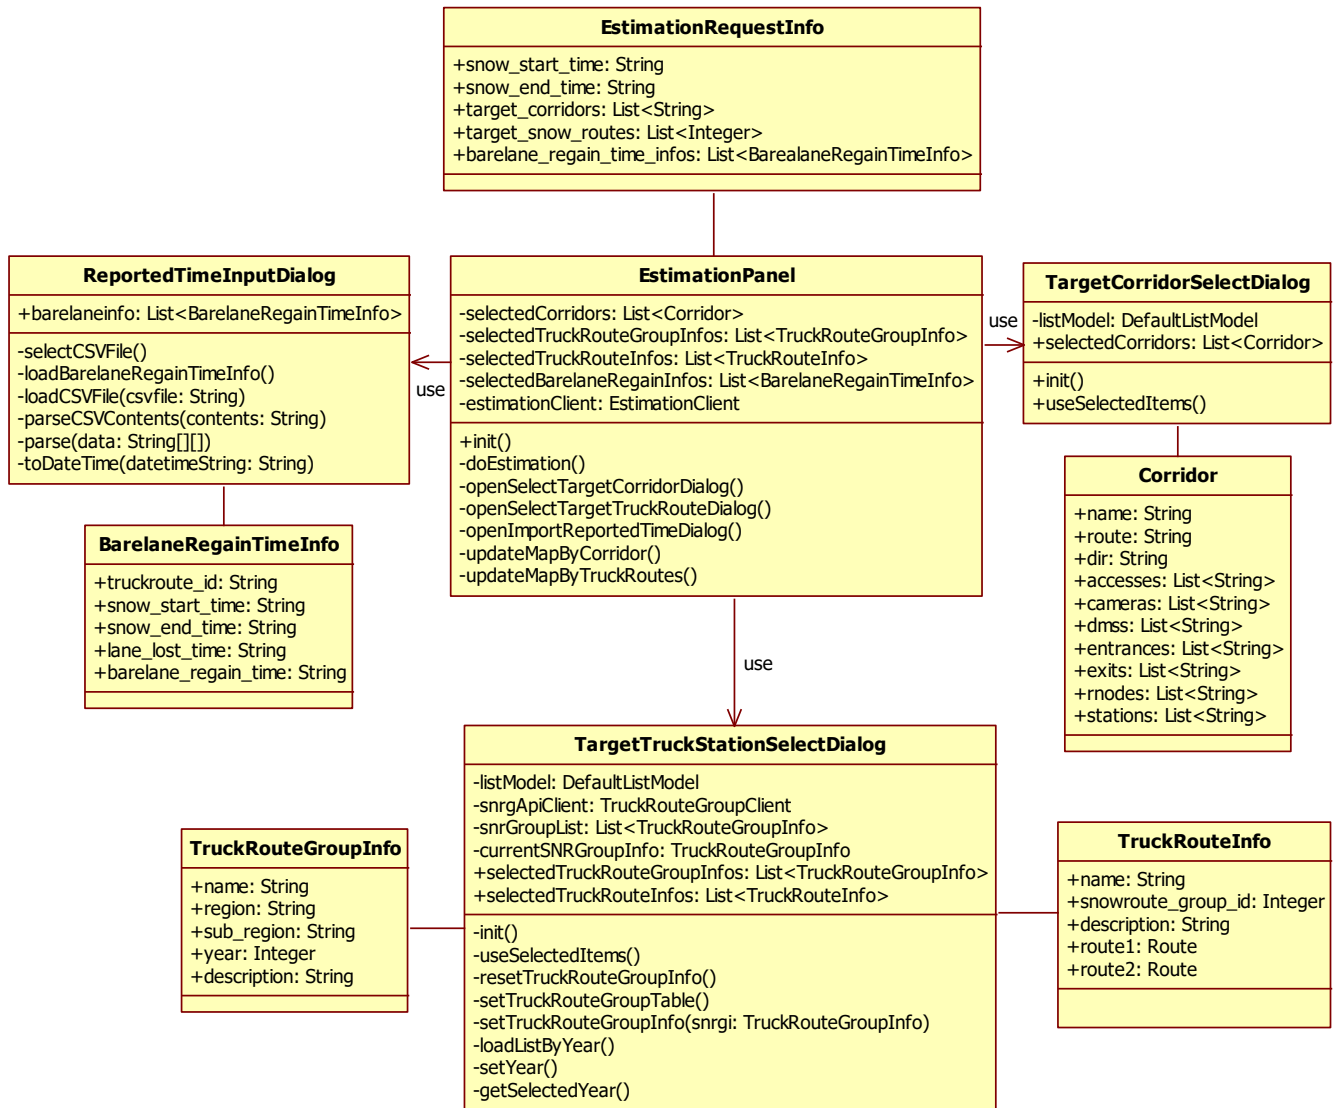 EstimationRequestInfo
+snow_start_time: String
+snow_end_time: String
+target_corridors: List<String>
+target_snow_routes: List<Integer>
+barelane_regain_time_infos: List<BarealaneRegainTimeInfo>
ReportedTimeInputDialog
+barelaneinfo: List<BarelaneRegainTimeInfo>
-selectCSVFile()
-loadBarelaneRegainTimeInfo()
-loadCSVFile(csvfile: String)
-parseCSVContents(contents: String)
-parse(data: String[][])
-toDateTime(datetimeString: String)
use
EstimationPanel
-selectedCorridors: List<Corridor>
-selectedTruckRouteGroupInfos: List<TruckRouteGroupInfo>
-selectedTruckRouteInfos: List<TruckRouteInfo>
-selectedBarelaneRegainInfos: List<BarelaneRegainTimeInfo>
-estimationClient: EstimationClient
+init()
-doEstimation()
-openSelectTargetCorridorDialog()
-openSelectTargetTruckRouteDialog()
-openImportReportedTimeDialog()
-updateMapByCorridor()
-updateMapByTruckRoutes()
use
TargetCorridorSelectDialog
-listModel: DefaultListModel
+selectedCorridors: List<Corridor>
+init()
+useSelectedItems()
BarelaneRegainTimeInfo
+truckroute_id: String
+snow_start_time: String
+snow_end_time: String
+lane_lost_time: String
+barelane_regain_time: String
Corridor
+name: String
+route: String
+dir: String
+accesses: List<String>
+cameras: List<String>
+dmss: List<String>
+entrances: List<String>
+exits: List<String>
+rnodes: List<String>
+stations: List<String>
use
TargetTruckStationSelectDialog
-listModel: DefaultListModel
-snrgApiClient: TruckRouteGroupClient
-snrGroupList: List<TruckRouteGroupInfo>
-currentSNRGroupInfo: TruckRouteGroupInfo
+selectedTruckRouteGroupInfos: List<TruckRouteGroupInfo>
+selectedTruckRouteInfos: List<TruckRouteInfo>
-init()
-useSelectedItems()
-resetTruckRouteGroupInfo()
-setTruckRouteGroupTable()
-setTruckRouteGroupInfo(snrgi: TruckRouteGroupInfo)
-loadListByYear()
-setYear()
-getSelectedYear()
TruckRouteGroupInfo
+name: String
+region: String
+sub_region: String
+year: Integer
+description: String
TruckRouteInfo
+name: String
+snowroute_group_id: Integer
+description: String
+route1: Route
+route2: Route